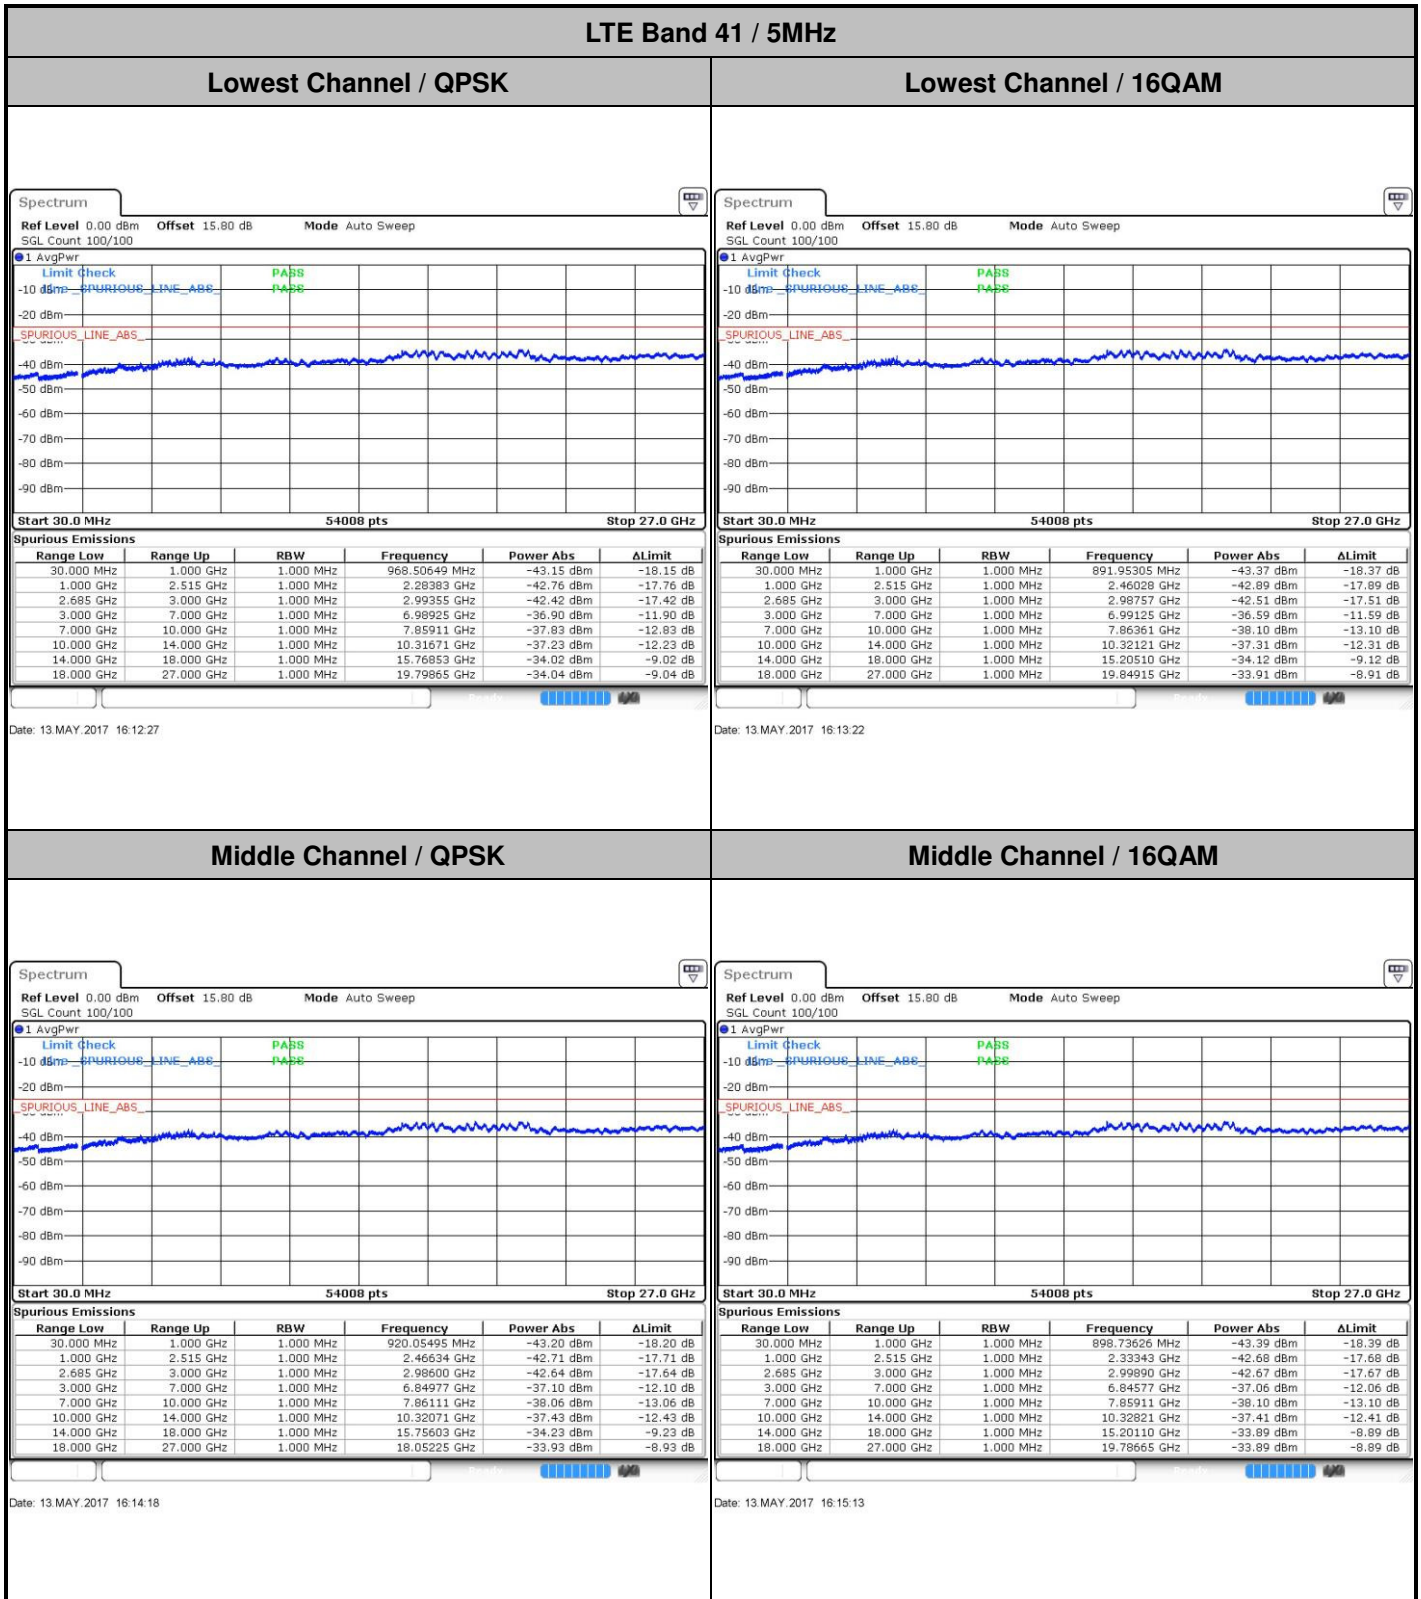 LTE Band 41 / 5MHz
Lowest Channel / QPSK
Lowest Channel / 16QAM
Spectrum
Ref Level 0.00 dBm Offset 15.80 dB Mode Auto Sweep
SGL Count 100/100
1 AvgPwr
Limit Check PASS
-10 dBm Line _SPURIOUS_LINE_ABS_ PASS
-20 dBm
_SPURIOUS_LINE_ABS_
-40 dBm
-50 dBm
-60 dBm
-70 dBm
-80 dBm
-90 dBm
Start 30.0 MHz 54008 pts Stop 27.0 GHz
Spurious Emissions
Range Low Range Up RBW Frequency Power Abs ΔLimit
30.000 MHz 1.000 GHz 1.000 MHz 968.50649 MHz -43.15 dBm -18.15 dB
1.000 GHz 2.515 GHz 1.000 MHz 2.28383 GHz -42.76 dBm -17.76 dB
2.685 GHz 3.000 GHz 1.000 MHz 2.99355 GHz -42.42 dBm -17.42 dB
3.000 GHz 7.000 GHz 1.000 MHz 6.98925 GHz -36.90 dBm -11.90 dB
7.000 GHz 10.000 GHz 1.000 MHz 7.85911 GHz -37.83 dBm -12.83 dB
10.000 GHz 14.000 GHz 1.000 MHz 10.31671 GHz -37.23 dBm -12.23 dB
14.000 GHz 18.000 GHz 1.000 MHz 15.76853 GHz -34.02 dBm -9.02 dB
18.000 GHz 27.000 GHz 1.000 MHz 19.79865 GHz -34.04 dBm -9.04 dB
Date: 13.MAY.2017 16:12:27
Spectrum
Ref Level 0.00 dBm Offset 15.80 dB Mode Auto Sweep
SGL Count 100/100
1 AvgPwr
Limit Check PASS
-10 dBm Line _SPURIOUS_LINE_ABS_ PASS
-20 dBm
_SPURIOUS_LINE_ABS_
-40 dBm
-50 dBm
-60 dBm
-70 dBm
-80 dBm
-90 dBm
Start 30.0 MHz 54008 pts Stop 27.0 GHz
Spurious Emissions
Range Low Range Up RBW Frequency Power Abs ΔLimit
30.000 MHz 1.000 GHz 1.000 MHz 891.95305 MHz -43.37 dBm -18.37 dB
1.000 GHz 2.515 GHz 1.000 MHz 2.46028 GHz -42.89 dBm -17.89 dB
2.685 GHz 3.000 GHz 1.000 MHz 2.98757 GHz -42.51 dBm -17.51 dB
3.000 GHz 7.000 GHz 1.000 MHz 6.99125 GHz -36.59 dBm -11.59 dB
7.000 GHz 10.000 GHz 1.000 MHz 7.86361 GHz -38.10 dBm -13.10 dB
10.000 GHz 14.000 GHz 1.000 MHz 10.32121 GHz -37.31 dBm -12.31 dB
14.000 GHz 18.000 GHz 1.000 MHz 15.20510 GHz -34.12 dBm -9.12 dB
18.000 GHz 27.000 GHz 1.000 MHz 19.84915 GHz -33.91 dBm -8.91 dB
Date: 13.MAY.2017 16:13:22
Middle Channel / QPSK
Middle Channel / 16QAM
Spectrum
Ref Level 0.00 dBm Offset 15.80 dB Mode Auto Sweep
SGL Count 100/100
1 AvgPwr
Limit Check PASS
-10 dBm Line _SPURIOUS_LINE_ABS_ PASS
-20 dBm
_SPURIOUS_LINE_ABS_
-40 dBm
-50 dBm
-60 dBm
-70 dBm
-80 dBm
-90 dBm
Start 30.0 MHz 54008 pts Stop 27.0 GHz
Spurious Emissions
Range Low Range Up RBW Frequency Power Abs ΔLimit
30.000 MHz 1.000 GHz 1.000 MHz 920.05495 MHz -43.20 dBm -18.20 dB
1.000 GHz 2.515 GHz 1.000 MHz 2.46634 GHz -42.71 dBm -17.71 dB
2.685 GHz 3.000 GHz 1.000 MHz 2.98600 GHz -42.64 dBm -17.64 dB
3.000 GHz 7.000 GHz 1.000 MHz 6.84977 GHz -37.10 dBm -12.10 dB
7.000 GHz 10.000 GHz 1.000 MHz 7.86111 GHz -38.06 dBm -13.06 dB
10.000 GHz 14.000 GHz 1.000 MHz 10.32071 GHz -37.43 dBm -12.43 dB
14.000 GHz 18.000 GHz 1.000 MHz 15.75603 GHz -34.23 dBm -9.23 dB
18.000 GHz 27.000 GHz 1.000 MHz 18.05225 GHz -33.93 dBm -8.93 dB
Date: 13.MAY.2017 16:14:18
Spectrum
Ref Level 0.00 dBm Offset 15.80 dB Mode Auto Sweep
SGL Count 100/100
1 AvgPwr
Limit Check PASS
-10 dBm Line _SPURIOUS_LINE_ABS_ PASS
-20 dBm
_SPURIOUS_LINE_ABS_
-40 dBm
-50 dBm
-60 dBm
-70 dBm
-80 dBm
-90 dBm
Start 30.0 MHz 54008 pts Stop 27.0 GHz
Spurious Emissions
Range Low Range Up RBW Frequency Power Abs ΔLimit
30.000 MHz 1.000 GHz 1.000 MHz 898.73626 MHz -43.39 dBm -18.39 dB
1.000 GHz 2.515 GHz 1.000 MHz 2.33343 GHz -42.68 dBm -17.68 dB
2.685 GHz 3.000 GHz 1.000 MHz 2.99890 GHz -42.67 dBm -17.67 dB
3.000 GHz 7.000 GHz 1.000 MHz 6.84577 GHz -37.06 dBm -12.06 dB
7.000 GHz 10.000 GHz 1.000 MHz 7.85911 GHz -38.10 dBm -13.10 dB
10.000 GHz 14.000 GHz 1.000 MHz 10.32821 GHz -37.41 dBm -12.41 dB
14.000 GHz 18.000 GHz 1.000 MHz 15.20110 GHz -33.89 dBm -8.89 dB
18.000 GHz 27.000 GHz 1.000 MHz 19.78665 GHz -33.89 dBm -8.89 dB
Date: 13.MAY.2017 16:15:13